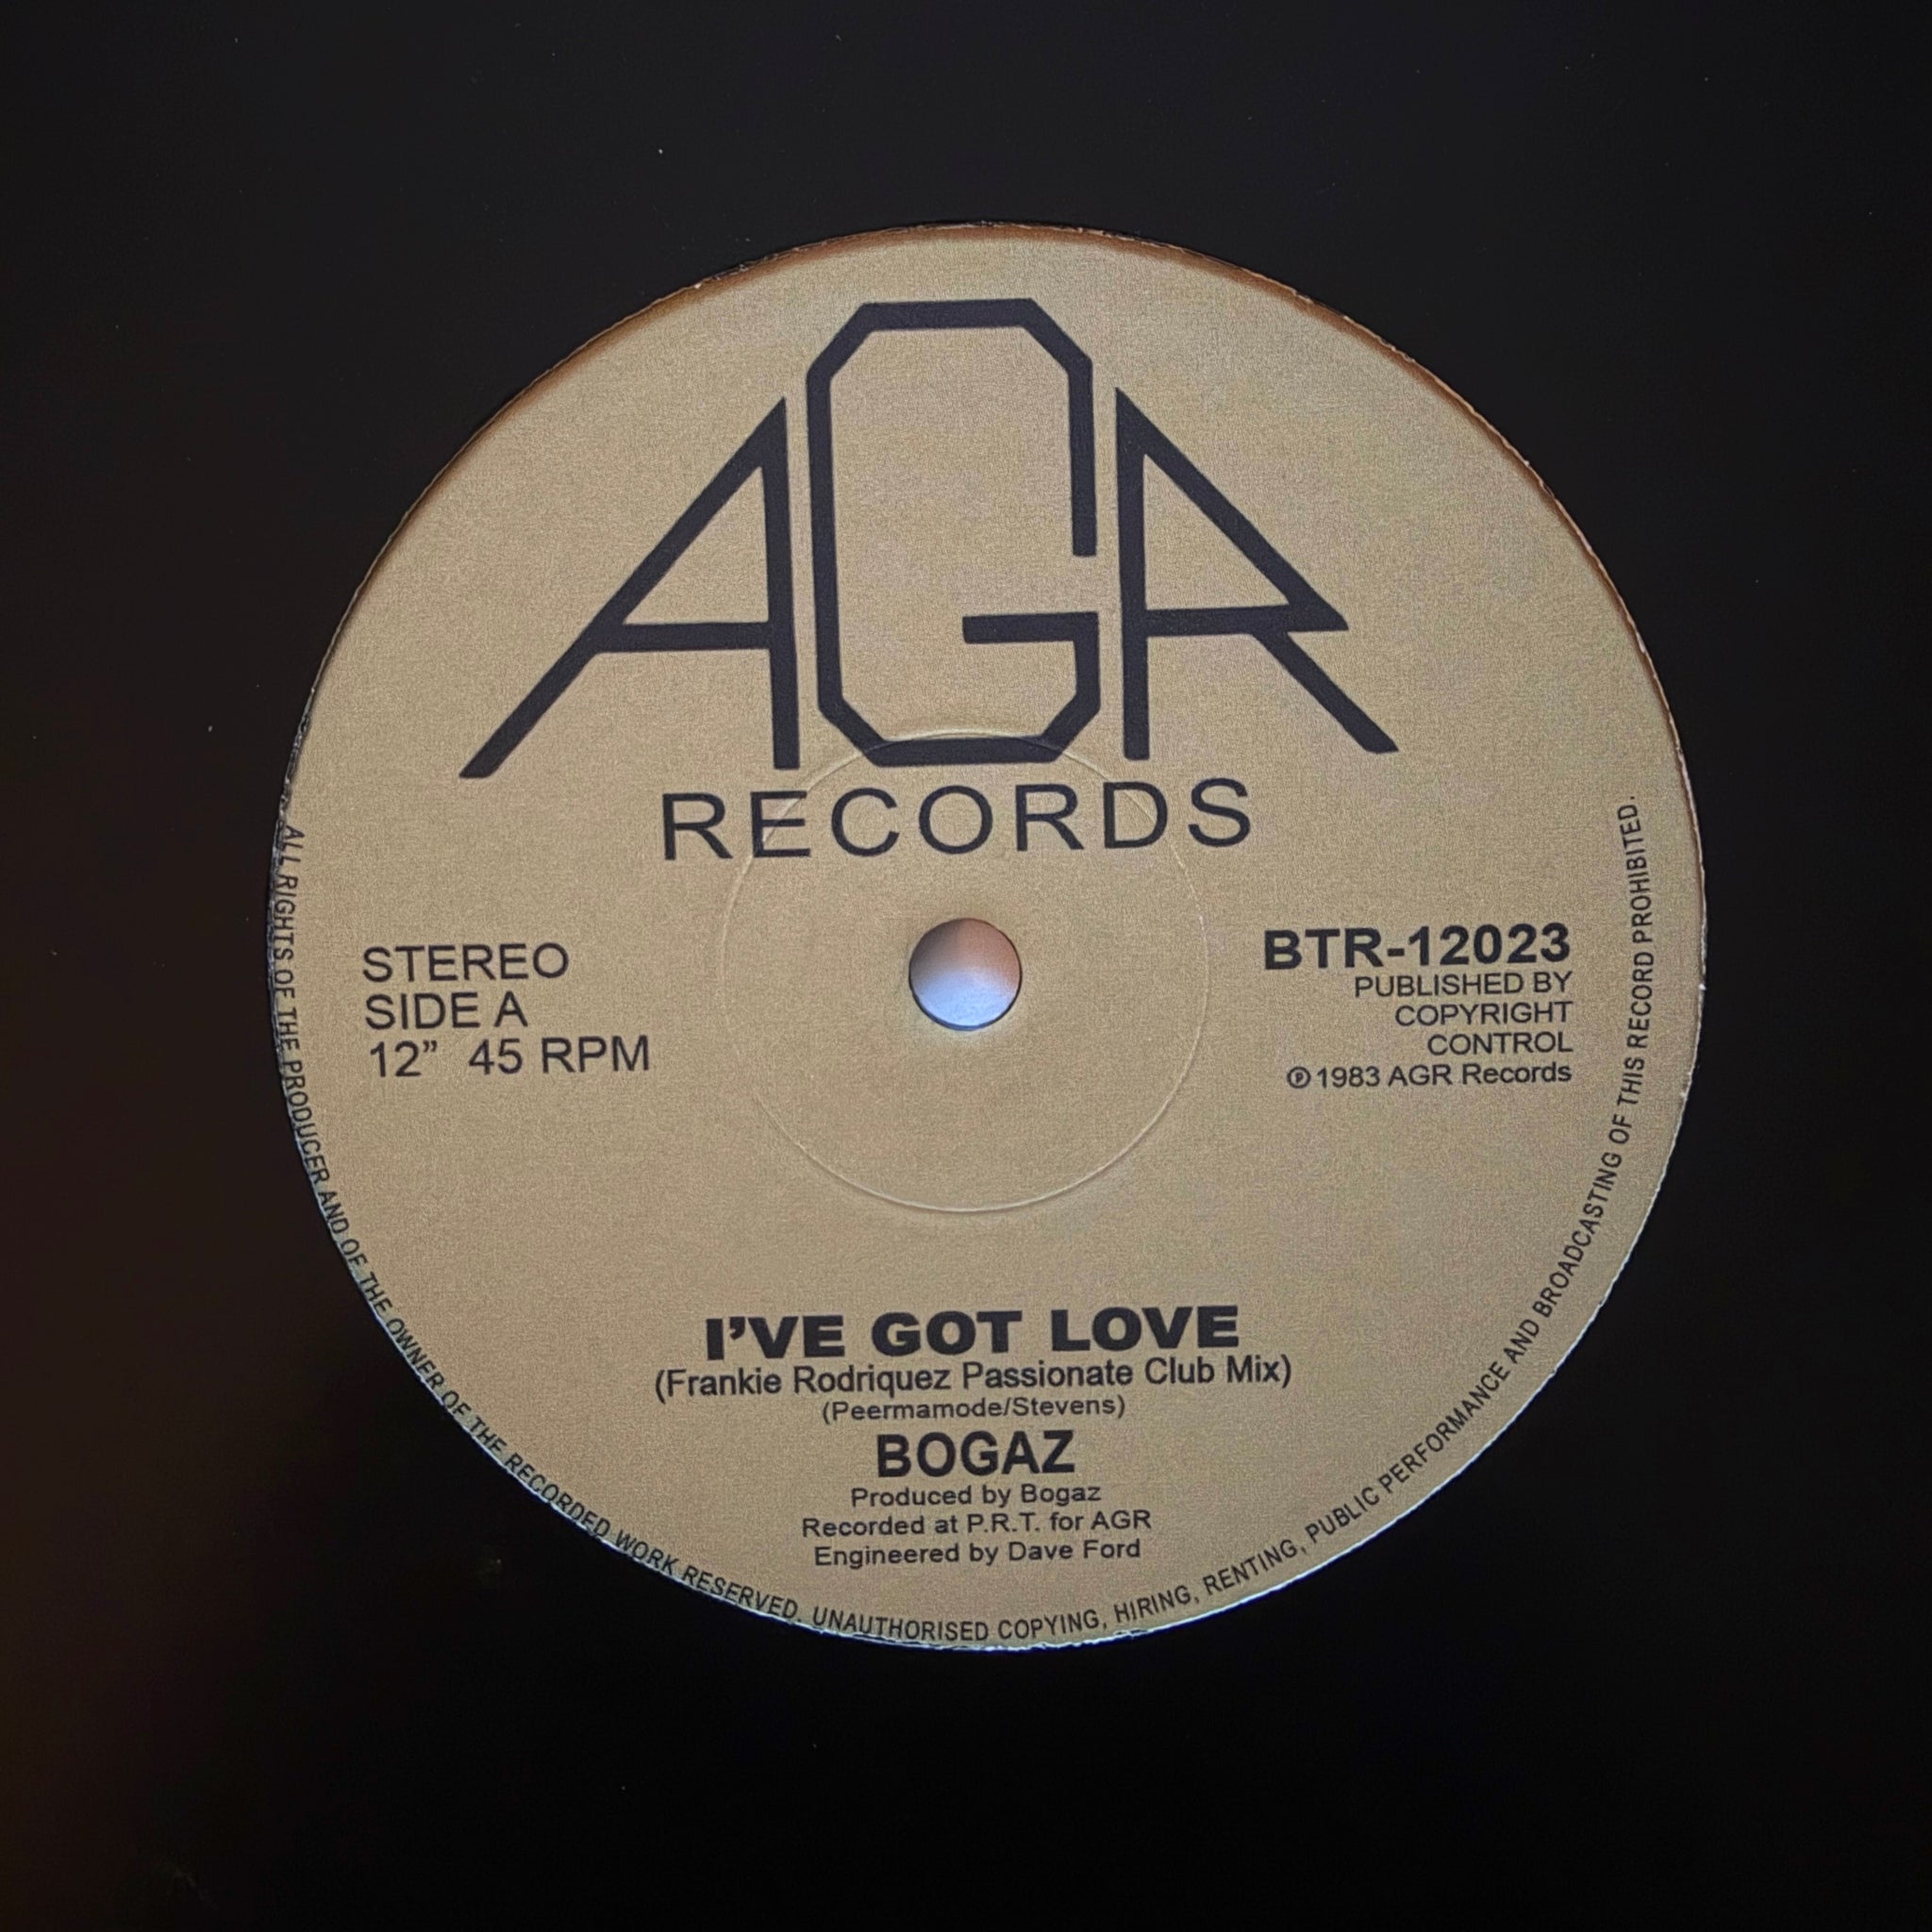 AGR
RECORDS
STEREO
SIDE A
12” 45 RPM
BTR-12023
PUBLISHED BY
COPYRIGHT
CONTROL
℗ 1983 AGR Records
I’VE GOT LOVE
(Frankie Rodriquez Passionate Club Mix)
(Peermamode/Stevens)
BOGAZ
Produced by Bogaz
Recorded at P.R.T. for AGR
Engineered by Dave Ford
ALL RIGHTS OF THE PRODUCER AND OF THE OWNER OF THE RECORDED WORK RESERVED. UNAUTHORISED COPYING, HIRING, RENTING, PUBLIC PERFORMANCE AND BROADCASTING OF THIS RECORD PROHIBITED.